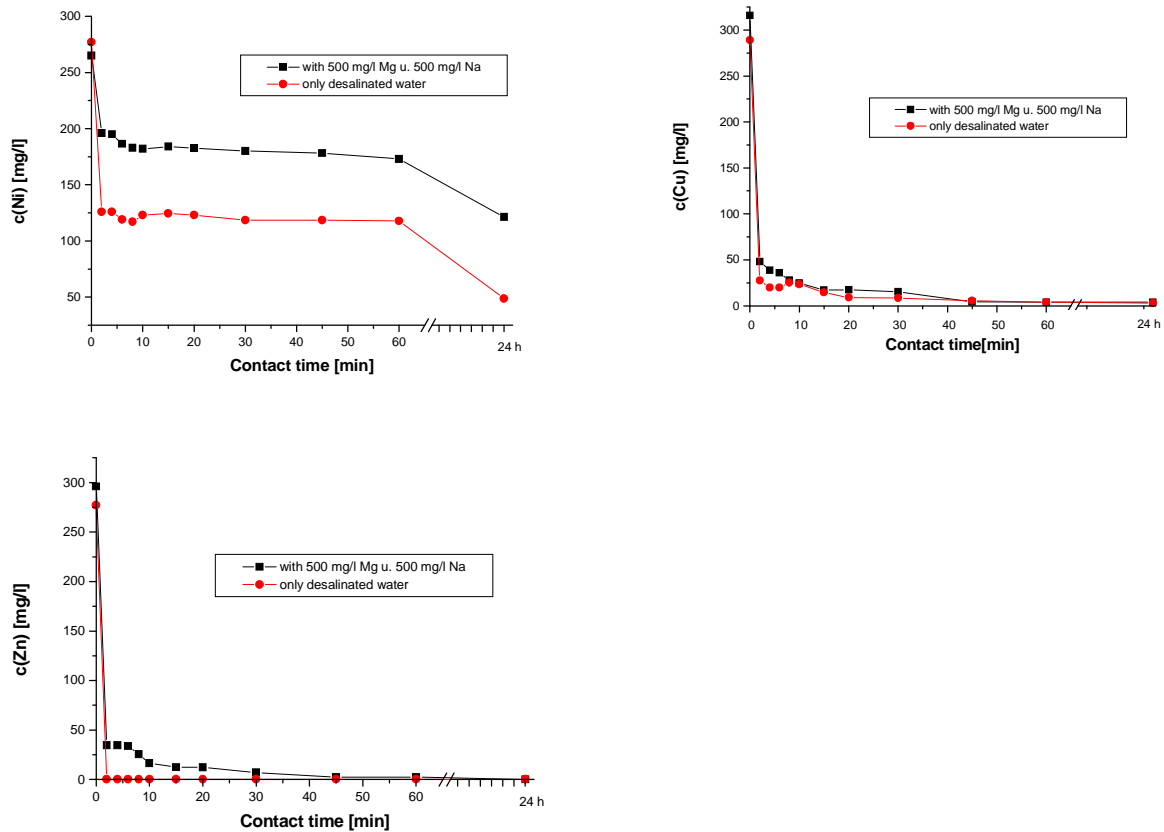 300
250
200
150
100
50
c(Ni) [mg/l]
with 500 mg/l Mg u. 500 mg/l Na
only desalinated water
0 10 20 30 40 50 60 24 h
Contact time [min]
300
250
200
150
100
50
0
c(Cu) [mg/l]
with 500 mg/l Mg u. 500 mg/l Na
only desalinated water
0 10 20 30 40 50 60 24 h
Contact time[min]
300
250
200
150
100
50
0
c(Zn) [mg/l]
with 500 mg/l Mg u. 500 mg/l Na
only desalinated water
0 10 20 30 40 50 60 24 h
Contact time [min]